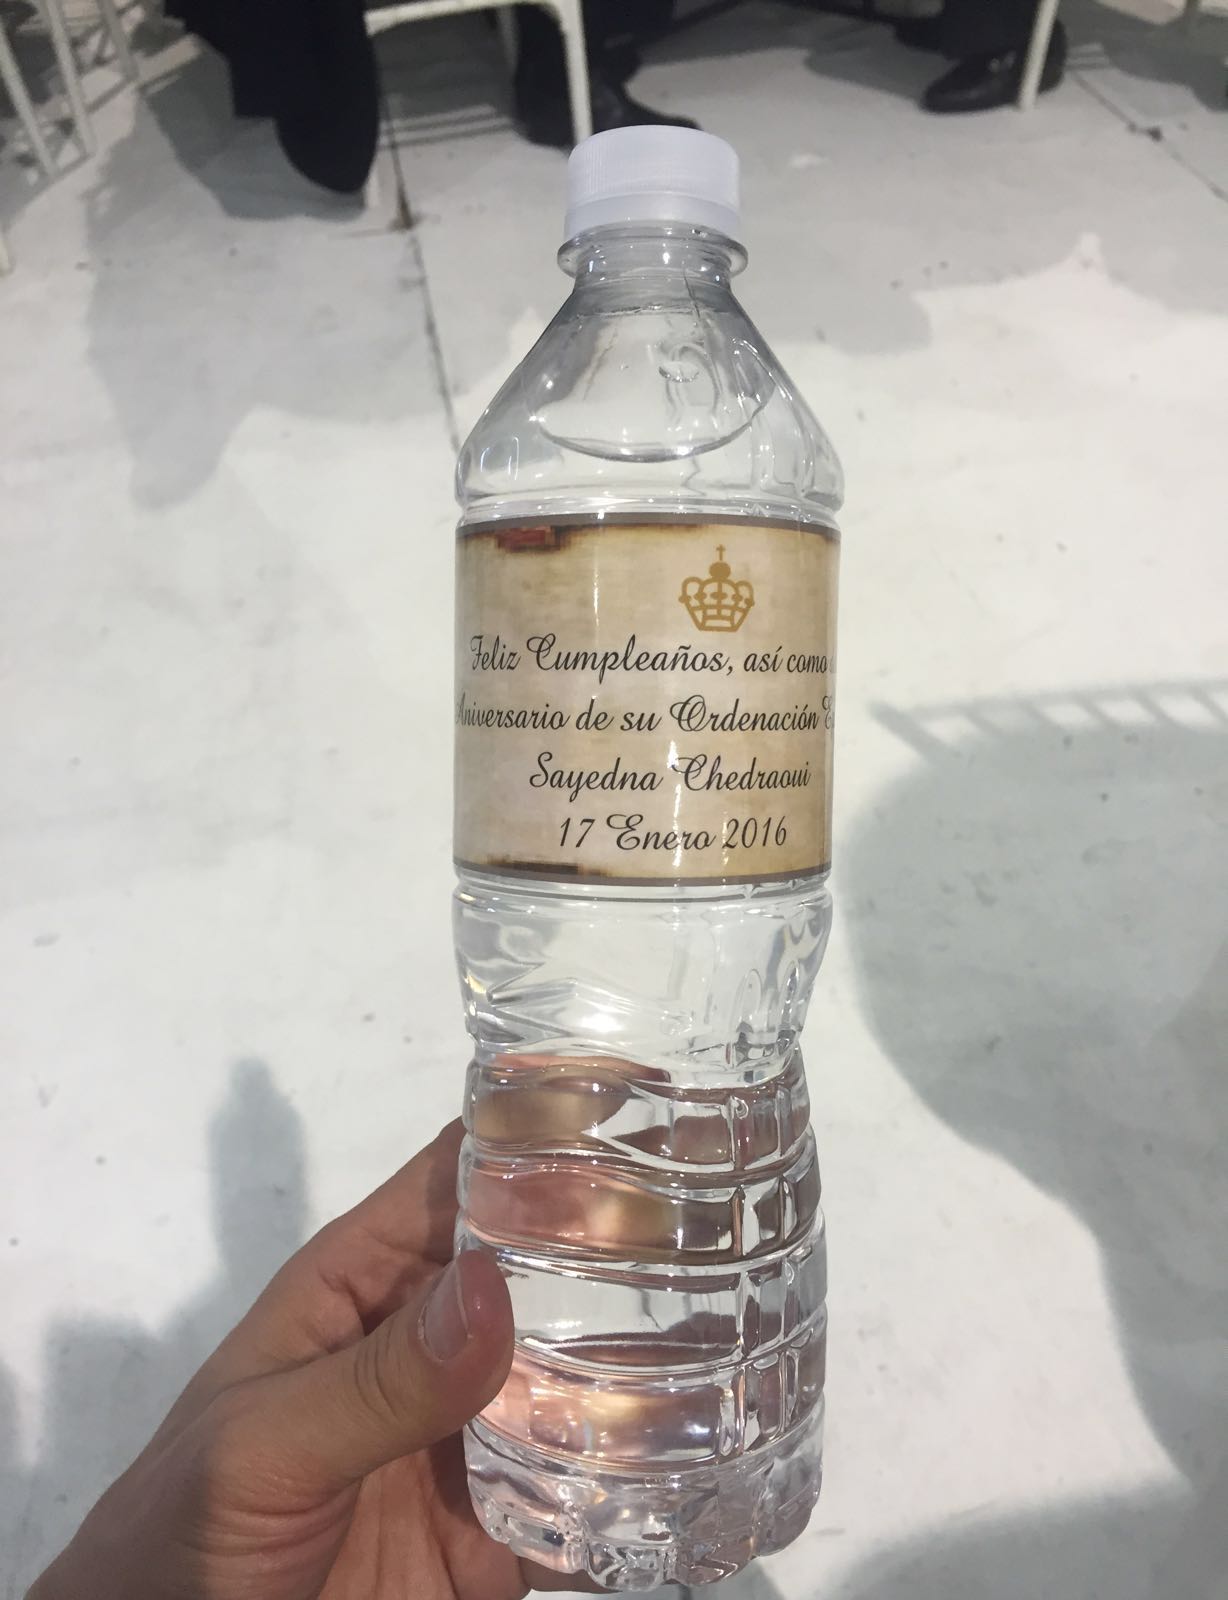 Feliz Cumpleaños, así como
Aniversario de su Ordenación
Sayedna Chedraoui
17 Enero 2016